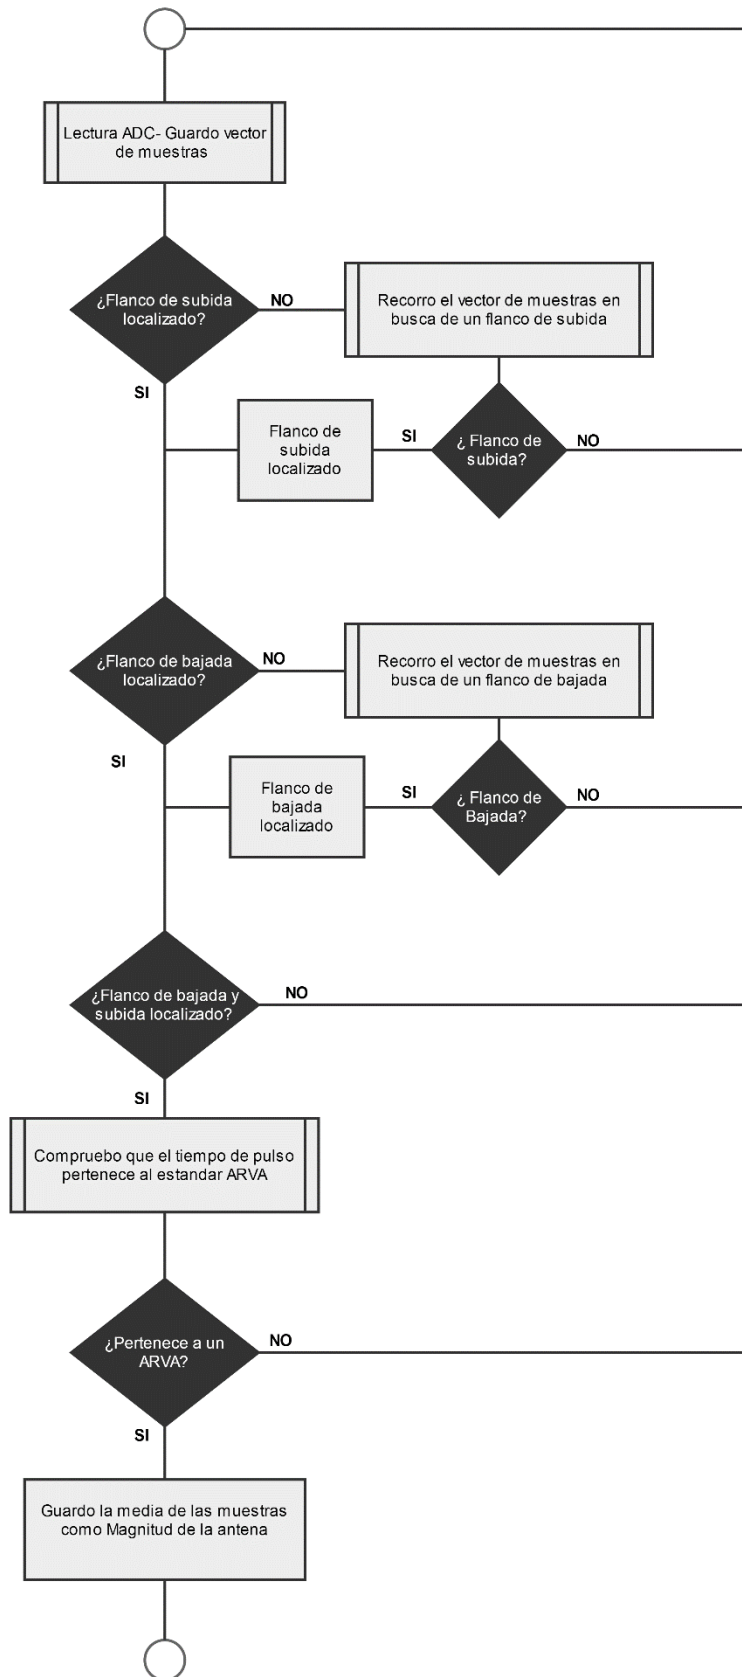 Lectura ADC- Guardo vector
de muestras
¿Flanco de subida
localizado?
NO
Recorro el vector de muestras en
busca de un flanco de subida
SI
Flanco de
subida
localizado
SI
¿ Flanco de
subida?
NO
¿Flanco de bajada
localizado?
NO
Recorro el vector de muestras en
busca de un flanco de bajada
SI
Flanco de
bajada
localizado
SI
¿ Flanco de
Bajada?
NO
¿Flanco de bajada y
subida localizado?
NO
SI
Compruebo que el tiempo de pulso
pertenece al estandar ARVA
¿Pertenece a un
ARVA?
NO
SI
Guardo la media de las muestras
como Magnitud de la antena